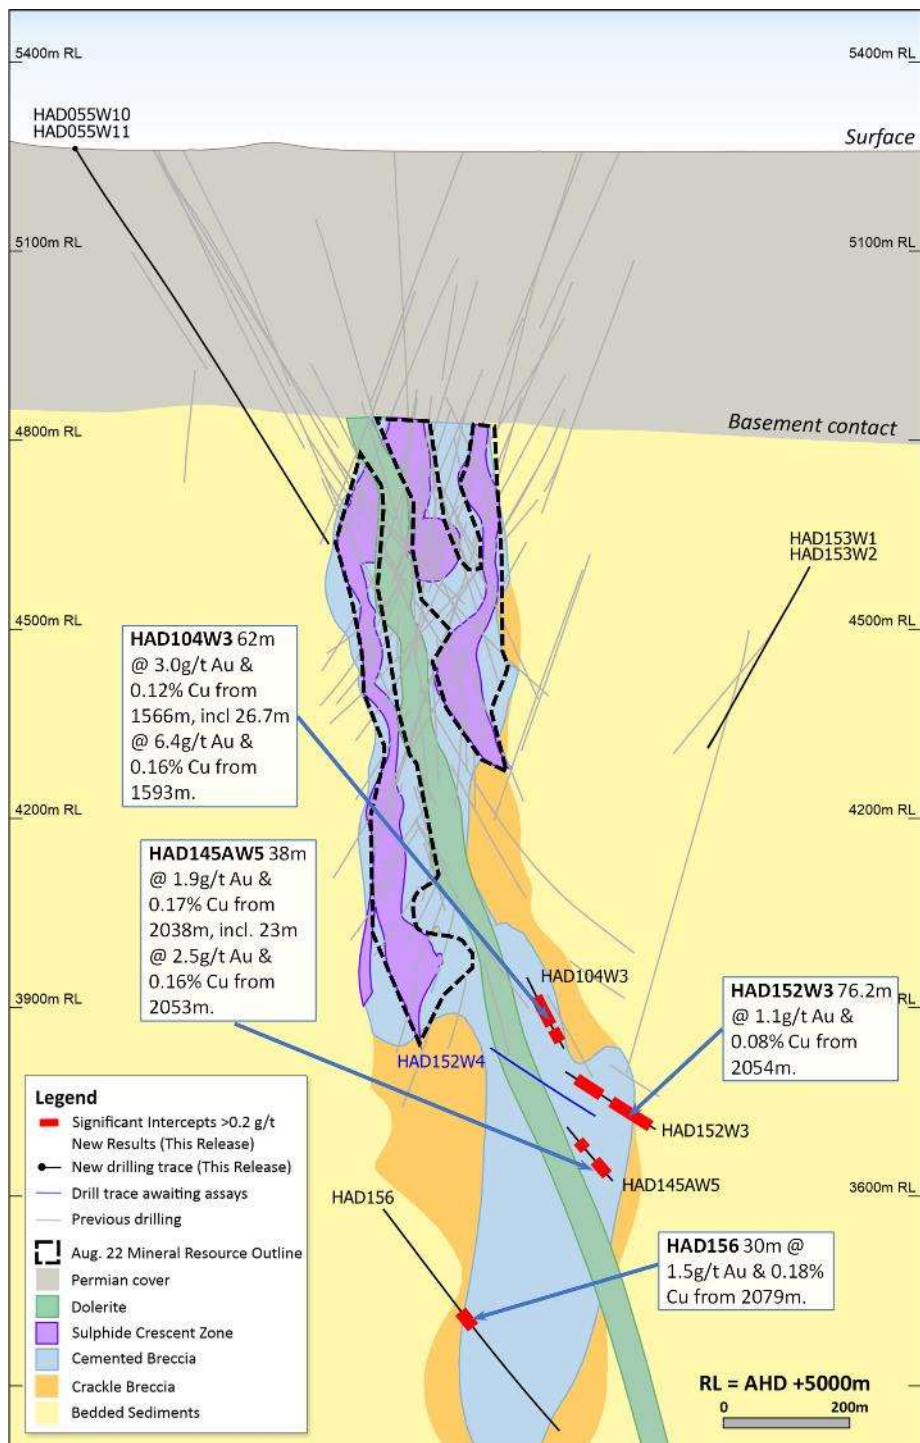 5400m RL
5400m RL
HAD055W10
HAD055W11
Surface
5100m RL
5100m RL
4800m RL
Basement contact
4800m RL
HAD153W1
HAD153W2
4500m RL
4500m RL
HAD104W3 62m
@ 3.0g/t Au &
0.12% Cu from
1566m, incl 26.7m
@ 6.4g/t Au &
0.16% Cu from
1593m.
4200m RL
4200m RL
HAD145AW5 38m
@ 1.9g/t Au &
0.17% Cu from
2038m, incl. 23m
@ 2.5g/t Au &
0.16% Cu from
2053m.
HAD104W3
3900m RL
3900m RL
HAD152W3 76.2m
@ 1.1g/t Au &
0.08% Cu from
2054m.
HAD152W4
HAD152W3
HAD145AW5
3600m RL
HAD156
HAD156 30m @
1.5g/t Au & 0.18%
Cu from 2079m.
Legend
Significant Intercepts >0.2 g/t
New Results (This Release)
New drilling trace (This Release)
Drill trace awaiting assays
Previous drilling
Aug. 22 Mineral Resource Outline
Permian cover
Dolerite
Sulphide Crescent Zone
Cemented Breccia
Crackle Breccia
Bedded Sediments
RL = AHD +5000m
0 200m